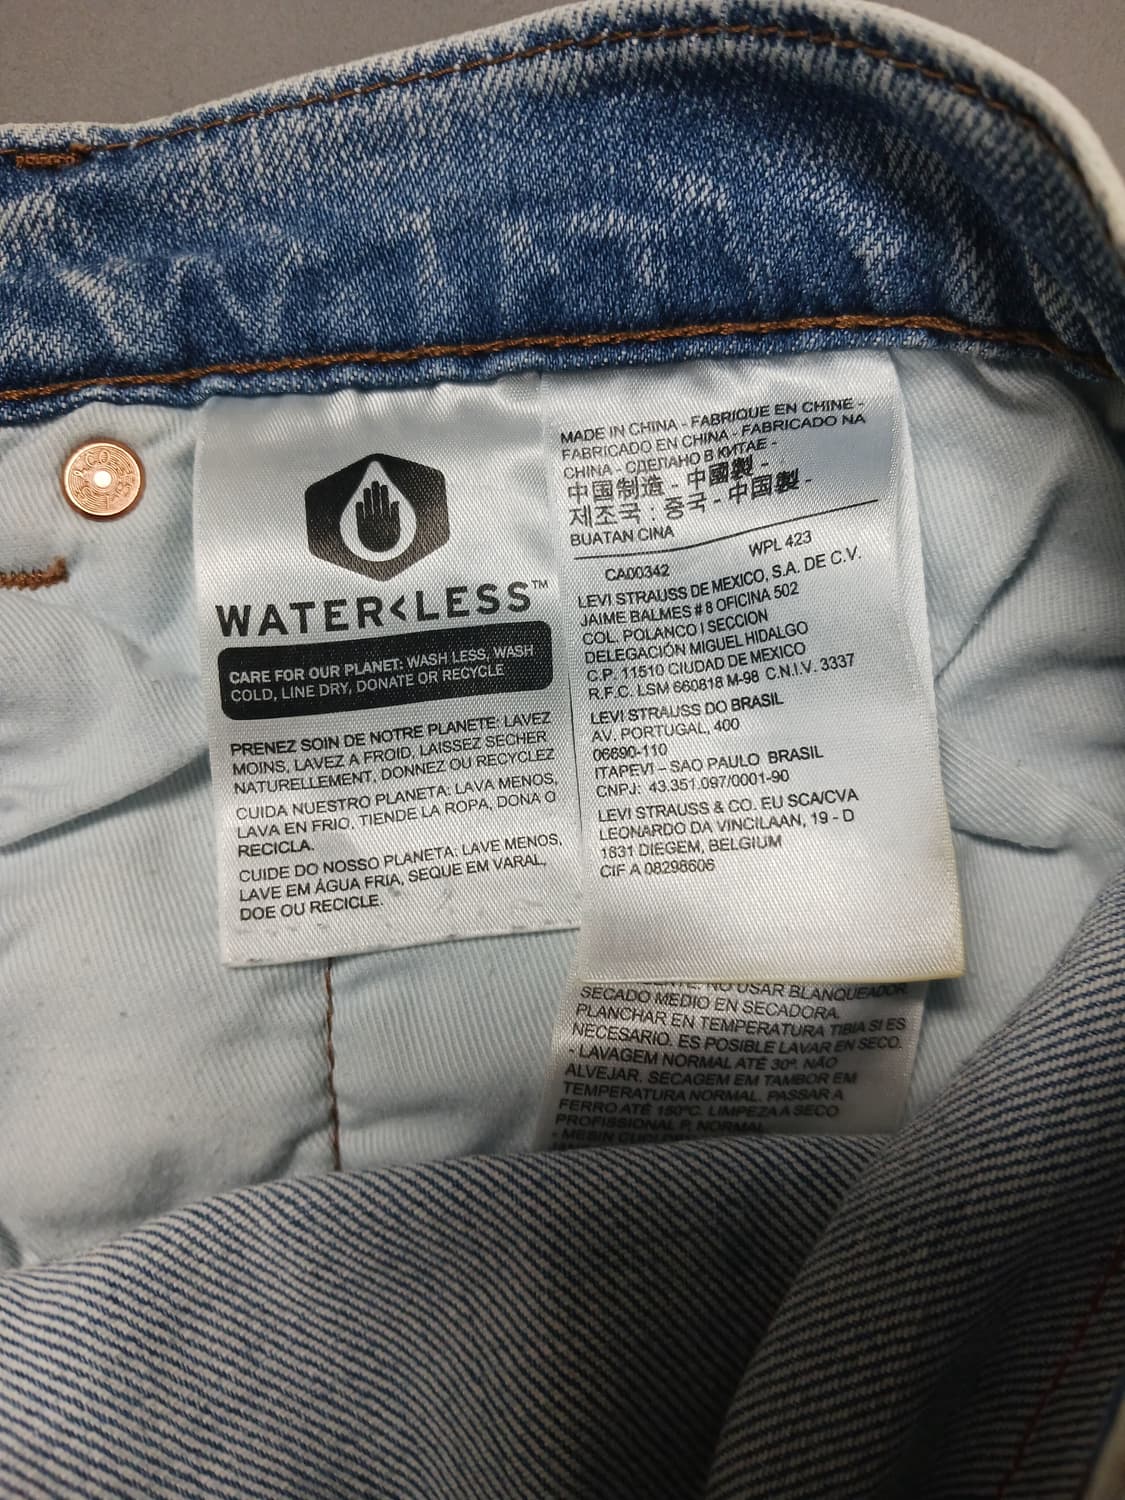 WATER<LESS™
CARE FOR OUR PLANET: WASH LESS, WASH
COLD, LINE DRY, DONATE OR RECYCLE
PRENEZ SOIN DE NOTRE PLANETE: LAVEZ
MOINS, LAVEZ A FROID, LAISSEZ SECHER
NATURELLEMENT, DONNEZ OU RECYCLEZ
CUIDA NUESTRO PLANETA: LAVA MENOS,
LAVA EN FRIO, TIENDE LA ROPA, DONA O
RECICLA.
CUIDE DO NOSSO PLANETA: LAVE MENOS,
LAVE EM ÁGUA FRIA, SEQUE EM VARAL,
DOE OU RECICLE.
MADE IN CHINA - FABRIQUE EN CHINE -
FABRICADO EN CHINA - FABRICADO NA
CHINA - СДЕЛАНО В КИТАЕ -
中国制造 - 中國製 -
제조국 : 중국 - 中国製 -
BUATAN CINA
WPL 423
CA00342
LEVI STRAUSS DE MEXICO, S.A. DE C.V.
JAIME BALMES # 8 OFICINA 502
COL. POLANCO I SECCION
DELEGACIÓN MIGUEL HIDALGO
C.P. 11510 CIUDAD DE MEXICO
R.F.C. LSM 660818 M-98 C.N.I.V. 3337
LEVI STRAUSS DO BRASIL
AV. PORTUGAL, 400
06690-110
ITAPEVI - SAO PAULO BRASIL
CNPJ: 43.351.097/0001-90
LEVI STRAUSS & CO. EU SCA/CVA
LEONARDO DA VINCILAAN, 19 - D
1831 DIEGEM, BELGIUM
CIF A 08298606
NO USAR BLANQUEADOR.
SECADO MEDIO EN SECADORA.
PLANCHAR EN TEMPERATURA TIBIA SI ES
NECESARIO. ES POSIBLE LAVAR EN SECO.
- LAVAGEM NORMAL ATÉ 30º. NÃO
ALVEJAR. SECAGEM EM TAMBOR EM
TEMPERATURA NORMAL. PASSAR A
FERRO ATÉ 150ºC. LIMPEZA A SECO
PROFISSIONAL P, NORMAL